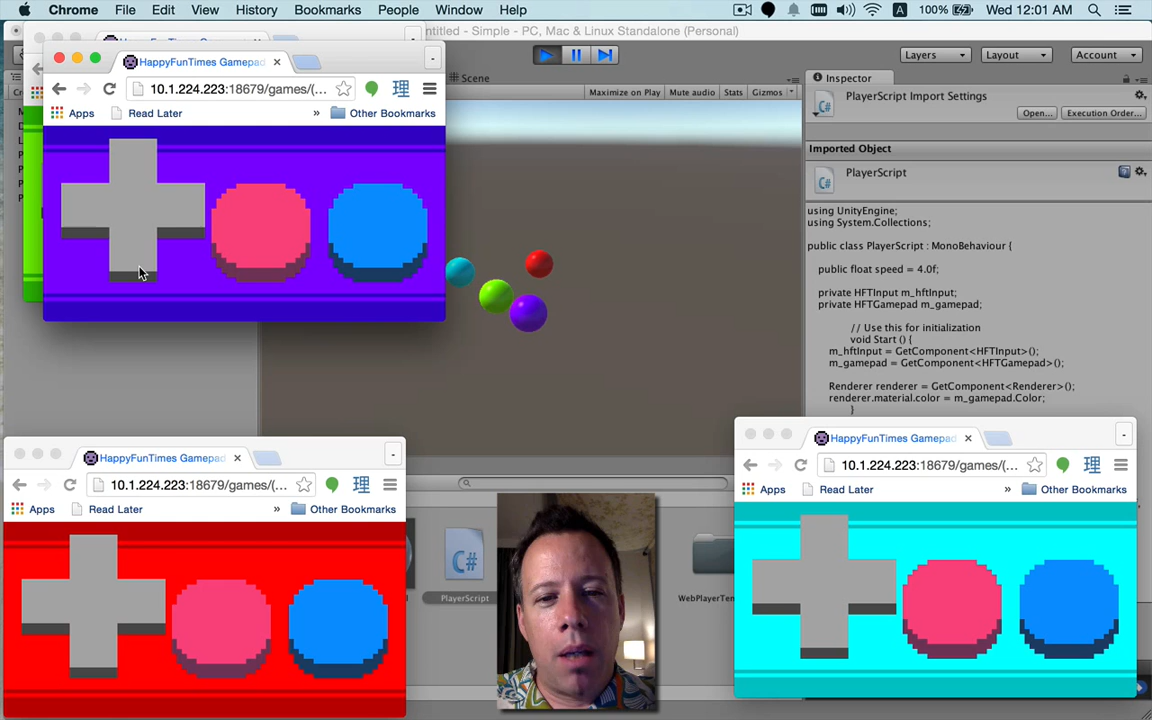 Chrome File Edit View History Bookmarks People Window Help 100% A Wed 12:01 AM
Untitled - Simple - PC, Mac & Linux Standalone (Personal)
Layers Layout Account
HappyFunTimes Gamepad
10.1.224.223:18679/games/(...
理
Apps Read Later » Other Bookmarks
Scene
Maximize on Play Mute audio Stats Gizmos
Inspector
PlayerScript Import Settings
Open... Execution Order...
Imported Object
PlayerScript
using UnityEngine;
using System.Collections;
public class PlayerScript : MonoBehaviour {
public float speed = 4.0f;
private HFTInput m_hftInput;
private HFTGamepad m_gamepad;
// Use this for initialization
void Start () {
m_hftInput = GetComponent<HFTInput>();
m_gamepad = GetComponent<HFTGamepad>();
Renderer renderer = GetComponent<Renderer>();
renderer.material.color = m_gamepad.Color;
}
HappyFunTimes Gamepad
10.1.224.223:18679/games/(...
理
Apps Read Later » Other Bookmarks
C#
PlayerScript
WebPlayerTem
HappyFunTimes Gamepad
10.1.224.223:18679/games/(...
理
Apps Read Later » Other Bookmarks